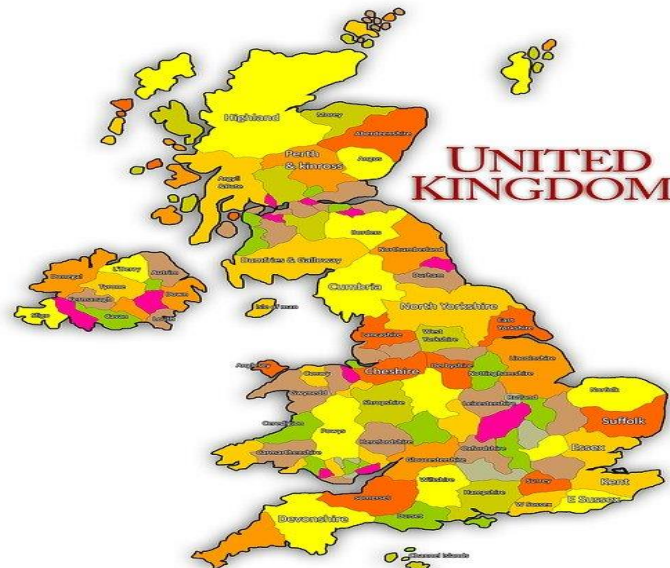 UNITED
KINGDOM
Highland
Morey
Aberdeenshire
Perth
& kinross
Angus
Argyll
& Bute
Borders
Northumberland
Dumfries & Galloway
Durham
Cumbria
Isle of man
Donegal
L'Derry
Antrim
Tyrone
Fermanagh
Down
Sligo
Cavan
Louth
North Yorkshire
East
Yorkshire
Lancashire
West
Yorkshire
Lincolnshire
Anglesey
Conwy
Cheshire
Derbyshire
Nottinghamshire
Gwynedd
Shropshire
Leicestershire
Rutland
Norfolk
Suffolk
Ceredigion
Powys
Herefordshire
Carmarthenshire
Gloucestershire
Oxfordshire
Essex
Wiltshire
Surrey
Kent
Somerset
Hampshire
W Sussex
E Sussex
Devonshire
Dorset
Channel Islands